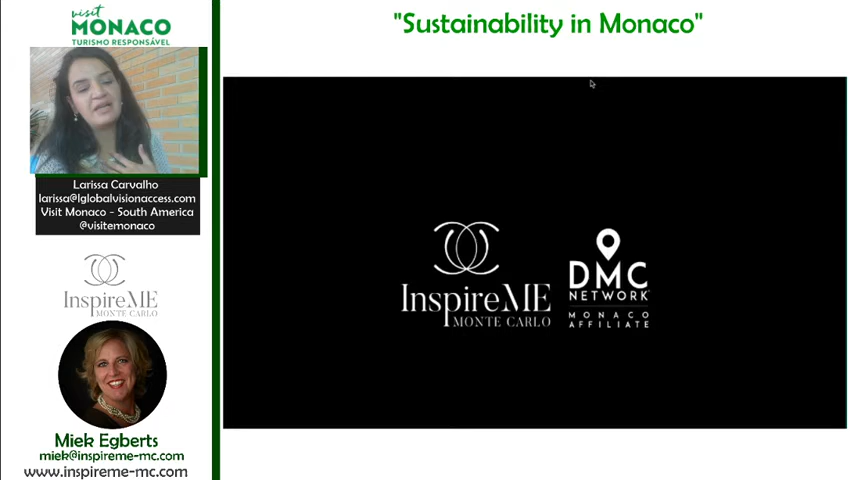 visit
MONACO
TURISMO RESPONSÁVEL
"Sustainability in Monaco"
Larissa Carvalho
larissa@lglobalvisionaccess.com
Visit Monaco - South America
@visitemonaco
InspireME
MONTE CARLO
Miek Egberts
miek@inspireme-mc.com
www.inspireme-mc.com
InspireME
MONTE CARLO
DMC
NETWORK
MONACO
AFFILIATE